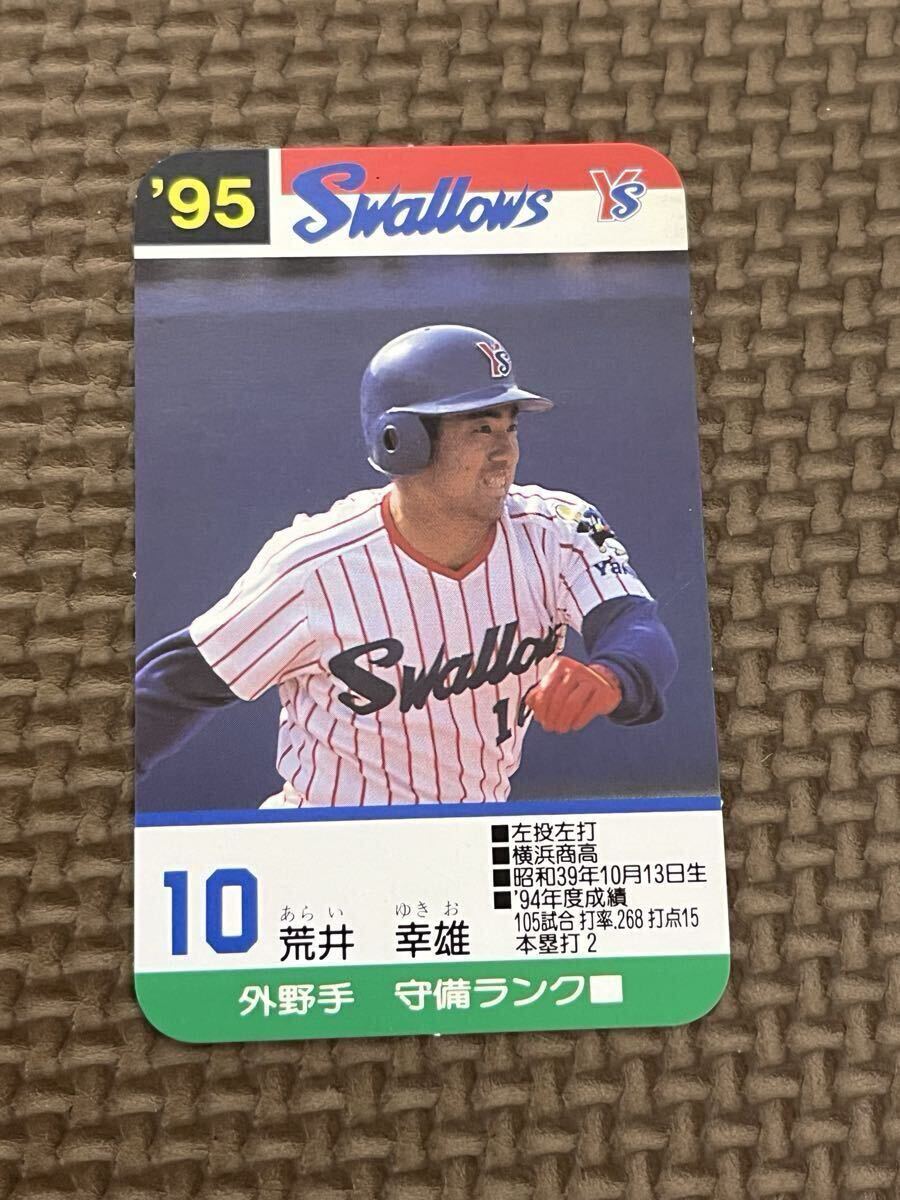 '95 Swallows Ys
Ys
Yak
Swallow
10
■左投左打
■横浜商高
■昭和39年10月13日生
■'94年度成績
105試合 打率.268 打点15
本塁打 2
10
あらい ゆきお
荒井 幸雄
外野手 守備ランク■